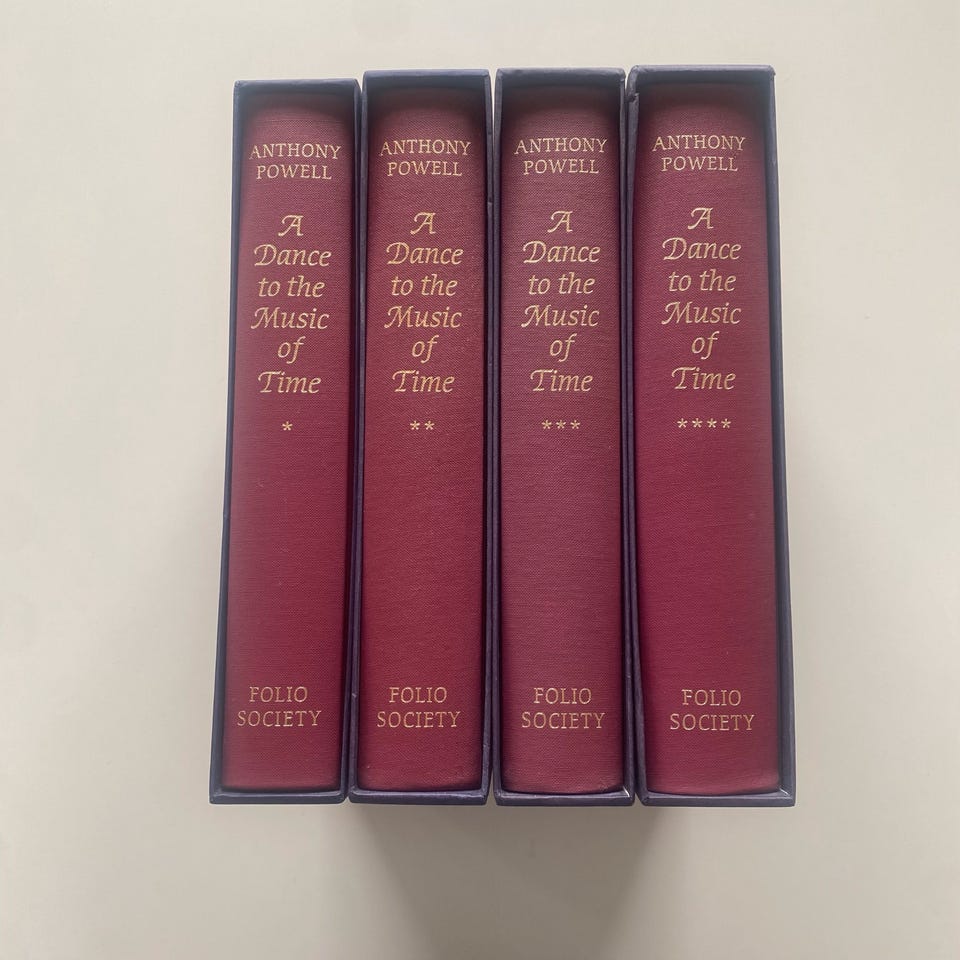 ANTHONY
POWELL
A
Dance
to the
Music
of
Time
*
FOLIO
SOCIETY
ANTHONY
POWELL
A
Dance
to the
Music
of
Time
**
FOLIO
SOCIETY
ANTHONY
POWELL
A
Dance
to the
Music
of
Time
***
FOLIO
SOCIETY
ANTHONY
POWELL
A
Dance
to the
Music
of
Time
****
FOLIO
SOCIETY